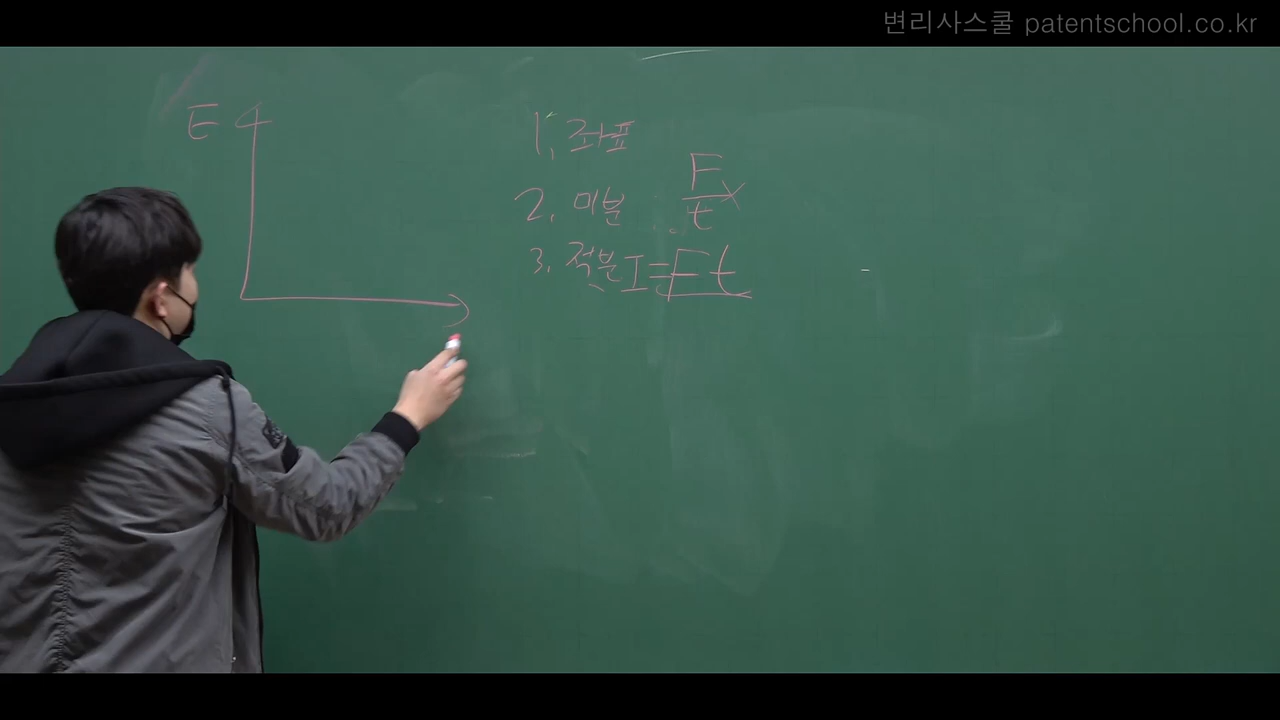 변리사스쿨 patentschool.co.kr
E
1. 좌표
2. 미분 F/t x
3. 적분 I=Ft